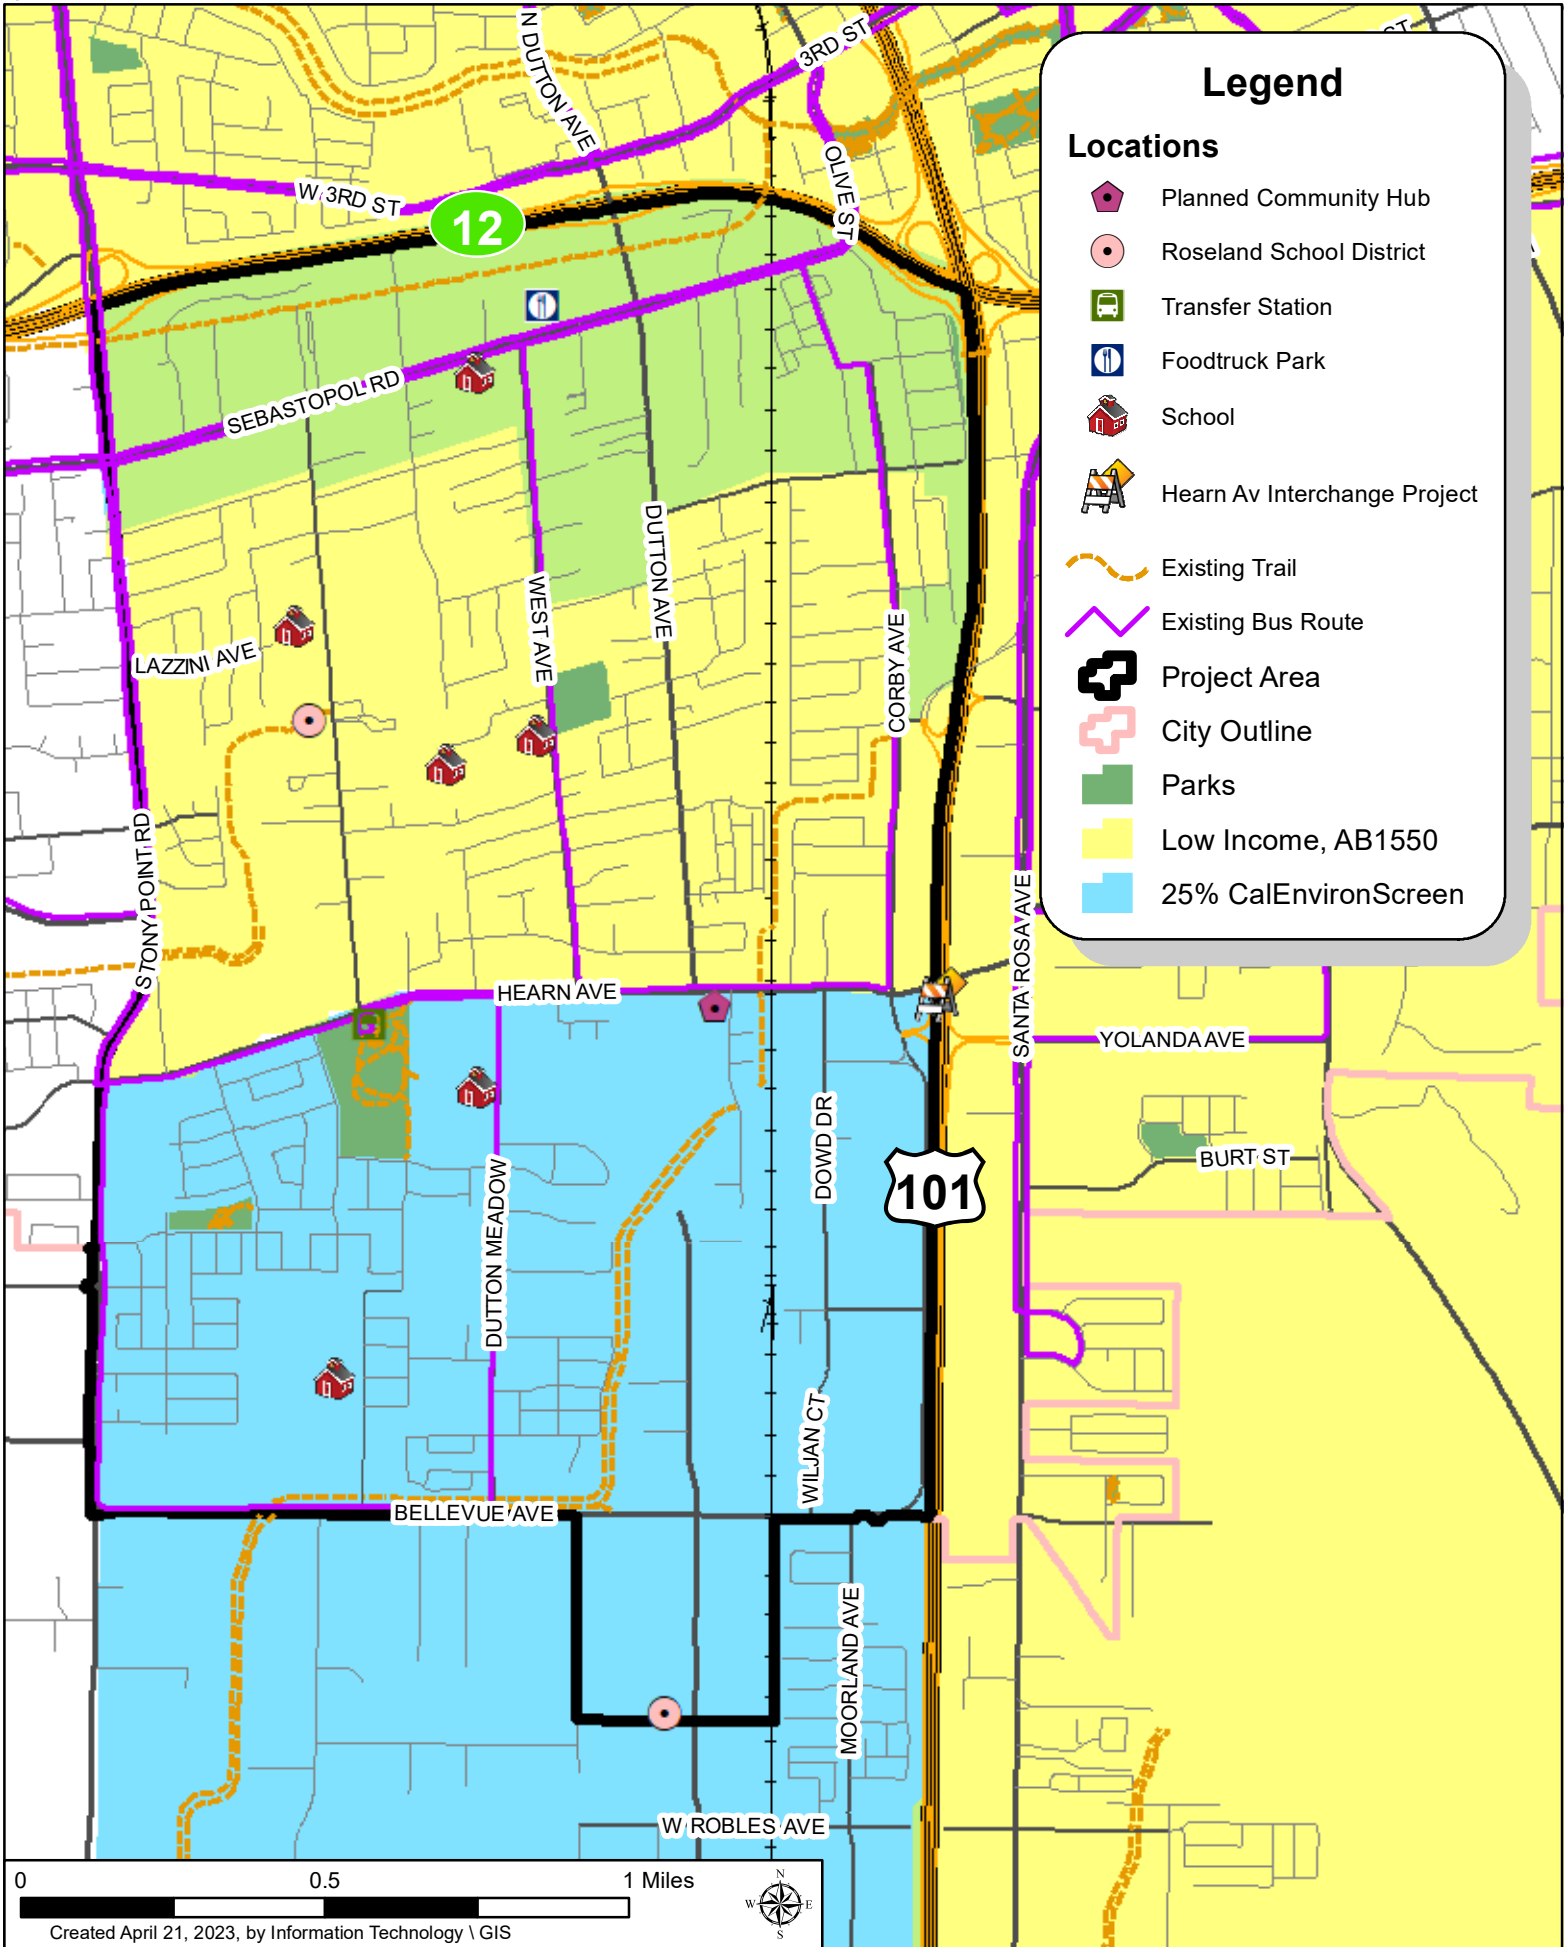 N DUTTON AVE
3RD ST
ST
W 3RD ST
12
OLIVE ST
SEBASTOPOL RD
DUTTON AVE
WEST AVE
LAZZINI AVE
CORBY AVE
STONY POINT RD
SANTA ROSA AVE
HEARN AVE
YOLANDA AVE
DOWD DR
BURT ST
101
DUTTON MEADOW
WILJAN CT
BELLEVUE AVE
MOORLAND AVE
W ROBLES AVE
Legend
Locations
Planned Community Hub
Roseland School District
Transfer Station
Foodtruck Park
School
Hearn Av Interchange Project
Existing Trail
Existing Bus Route
Project Area
City Outline
Parks
Low Income, AB1550
25% CalEnvironScreen
0 0.5 1 Miles
N
W E
S
Created April 21, 2023, by Information Technology \ GIS